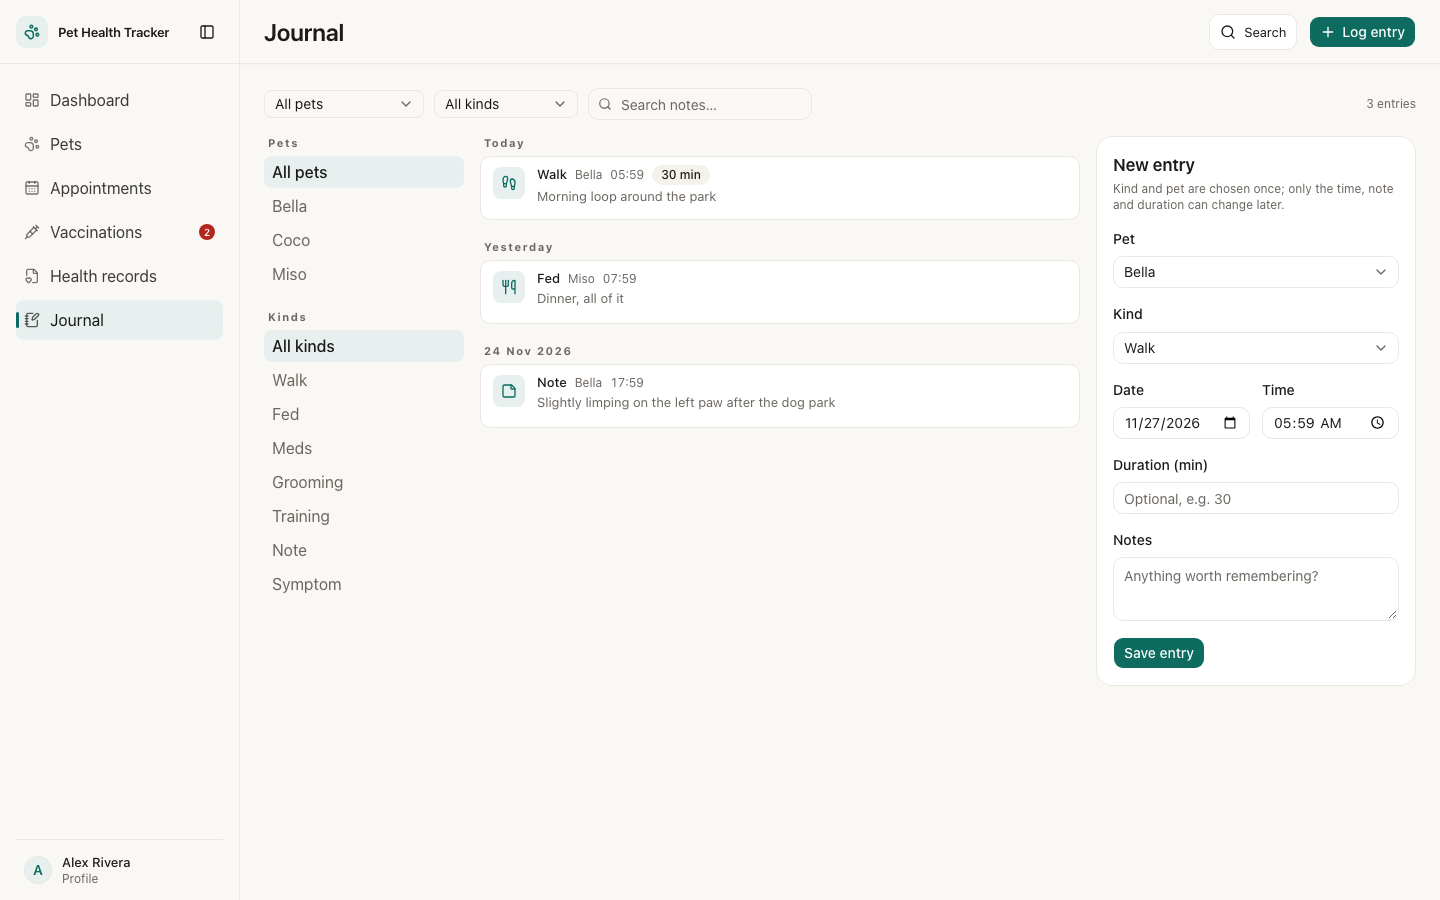 Pet Health Tracker
Dashboard
Pets
Appointments
Vaccinations
2
Health records
Journal
A
Alex Rivera
Profile
Journal
Search
Log entry
All pets
All kinds
Search notes...
3 entries
Pets
All pets
Bella
Coco
Miso
Kinds
All kinds
Walk
Fed
Meds
Grooming
Training
Note
Symptom
Today
Walk Bella 05:59 30 min
Morning loop around the park
Yesterday
Fed Miso 07:59
Dinner, all of it
24 Nov 2026
Note Bella 17:59
Slightly limping on the left paw after the dog park
New entry
Kind and pet are chosen once; only the time, note
and duration can change later.
Pet
Bella
Kind
Walk
Date Time
11/27/2026 05:59 AM
Duration (min)
Optional, e.g. 30
Notes
Anything worth remembering?
Save entry